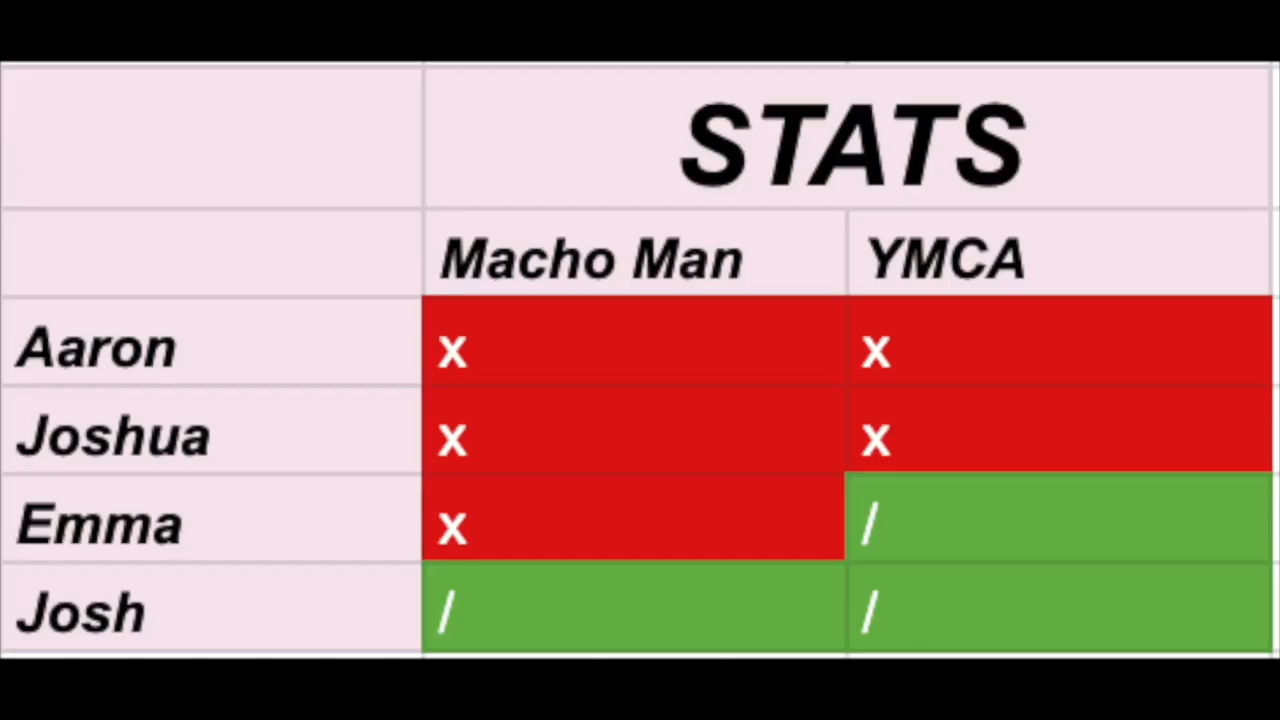 STATS
Macho Man YMCA
Aaron x x
Joshua x x
Emma x /
Josh / /